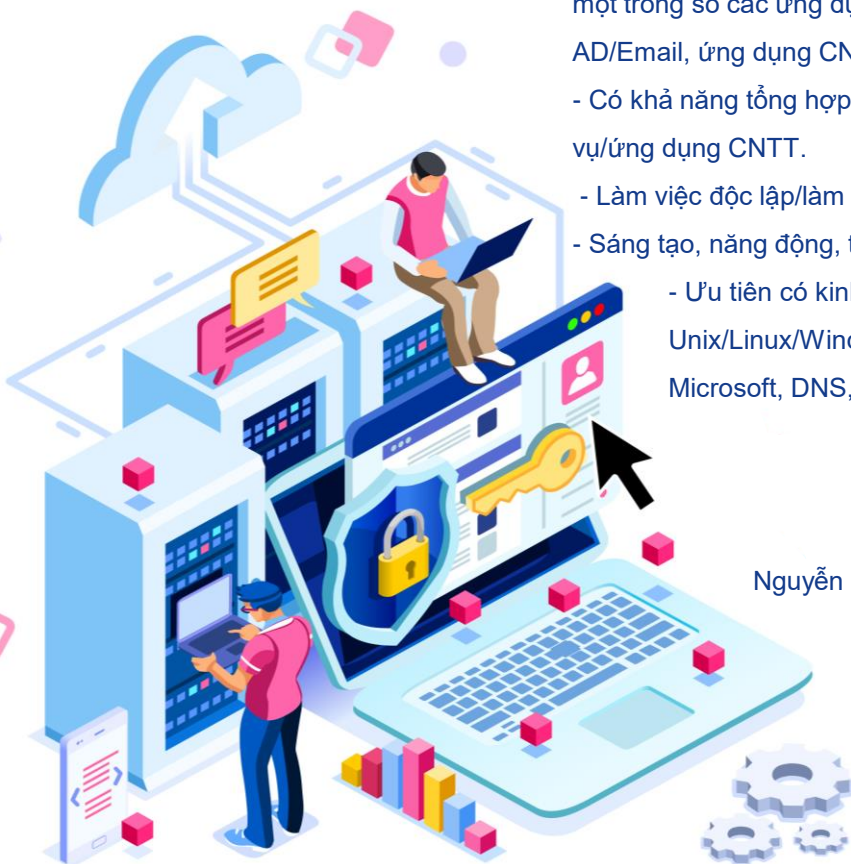 một trong số các ứng dụ
AD/Email, ứng dụng CN
- Có khả năng tổng hợp
vụ/ứng dụng CNTT.
- Làm việc độc lập/làm
- Sáng tạo, năng động, t
- Ưu tiên có kin
Unix/Linux/Wind
Microsoft, DNS,
Nguyễn